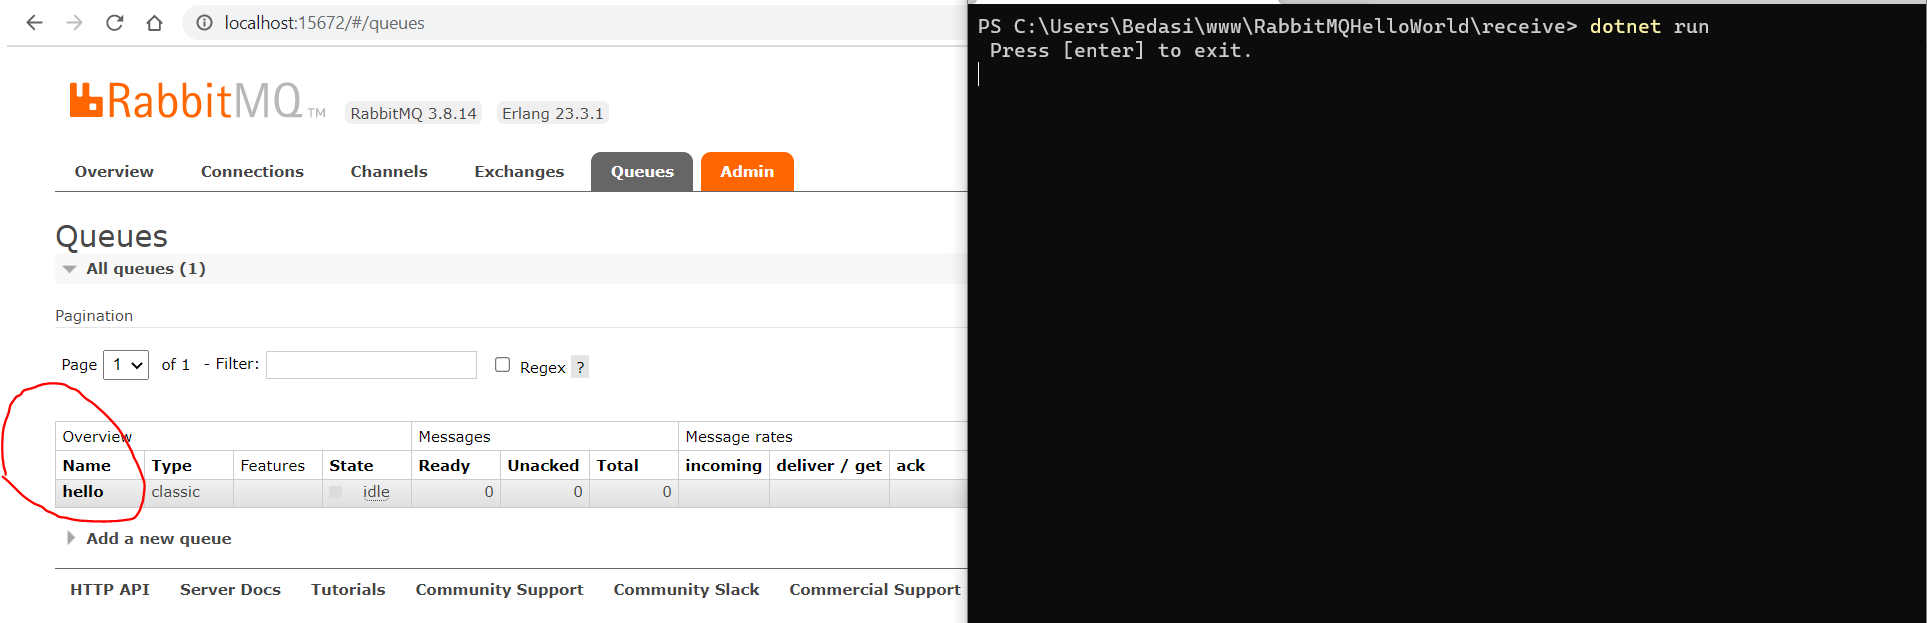 localhost:15672/#/queues
RabbitMQ TM RabbitMQ 3.8.14 Erlang 23.3.1
Overview Connections Channels Exchanges Queues Admin
Queues
All queues (1)
Pagination
Page 1 of 1 - Filter: Regex ?
Overview Messages Message rates
Name Type Features State Ready Unacked Total incoming deliver / get ack
hello classic idle 0 0 0
Add a new queue
HTTP API Server Docs Tutorials Community Support Community Slack Commercial Support
PS C:\Users\Bedasi\www\RabbitMQHelloWorld\receive> dotnet run
Press [enter] to exit.